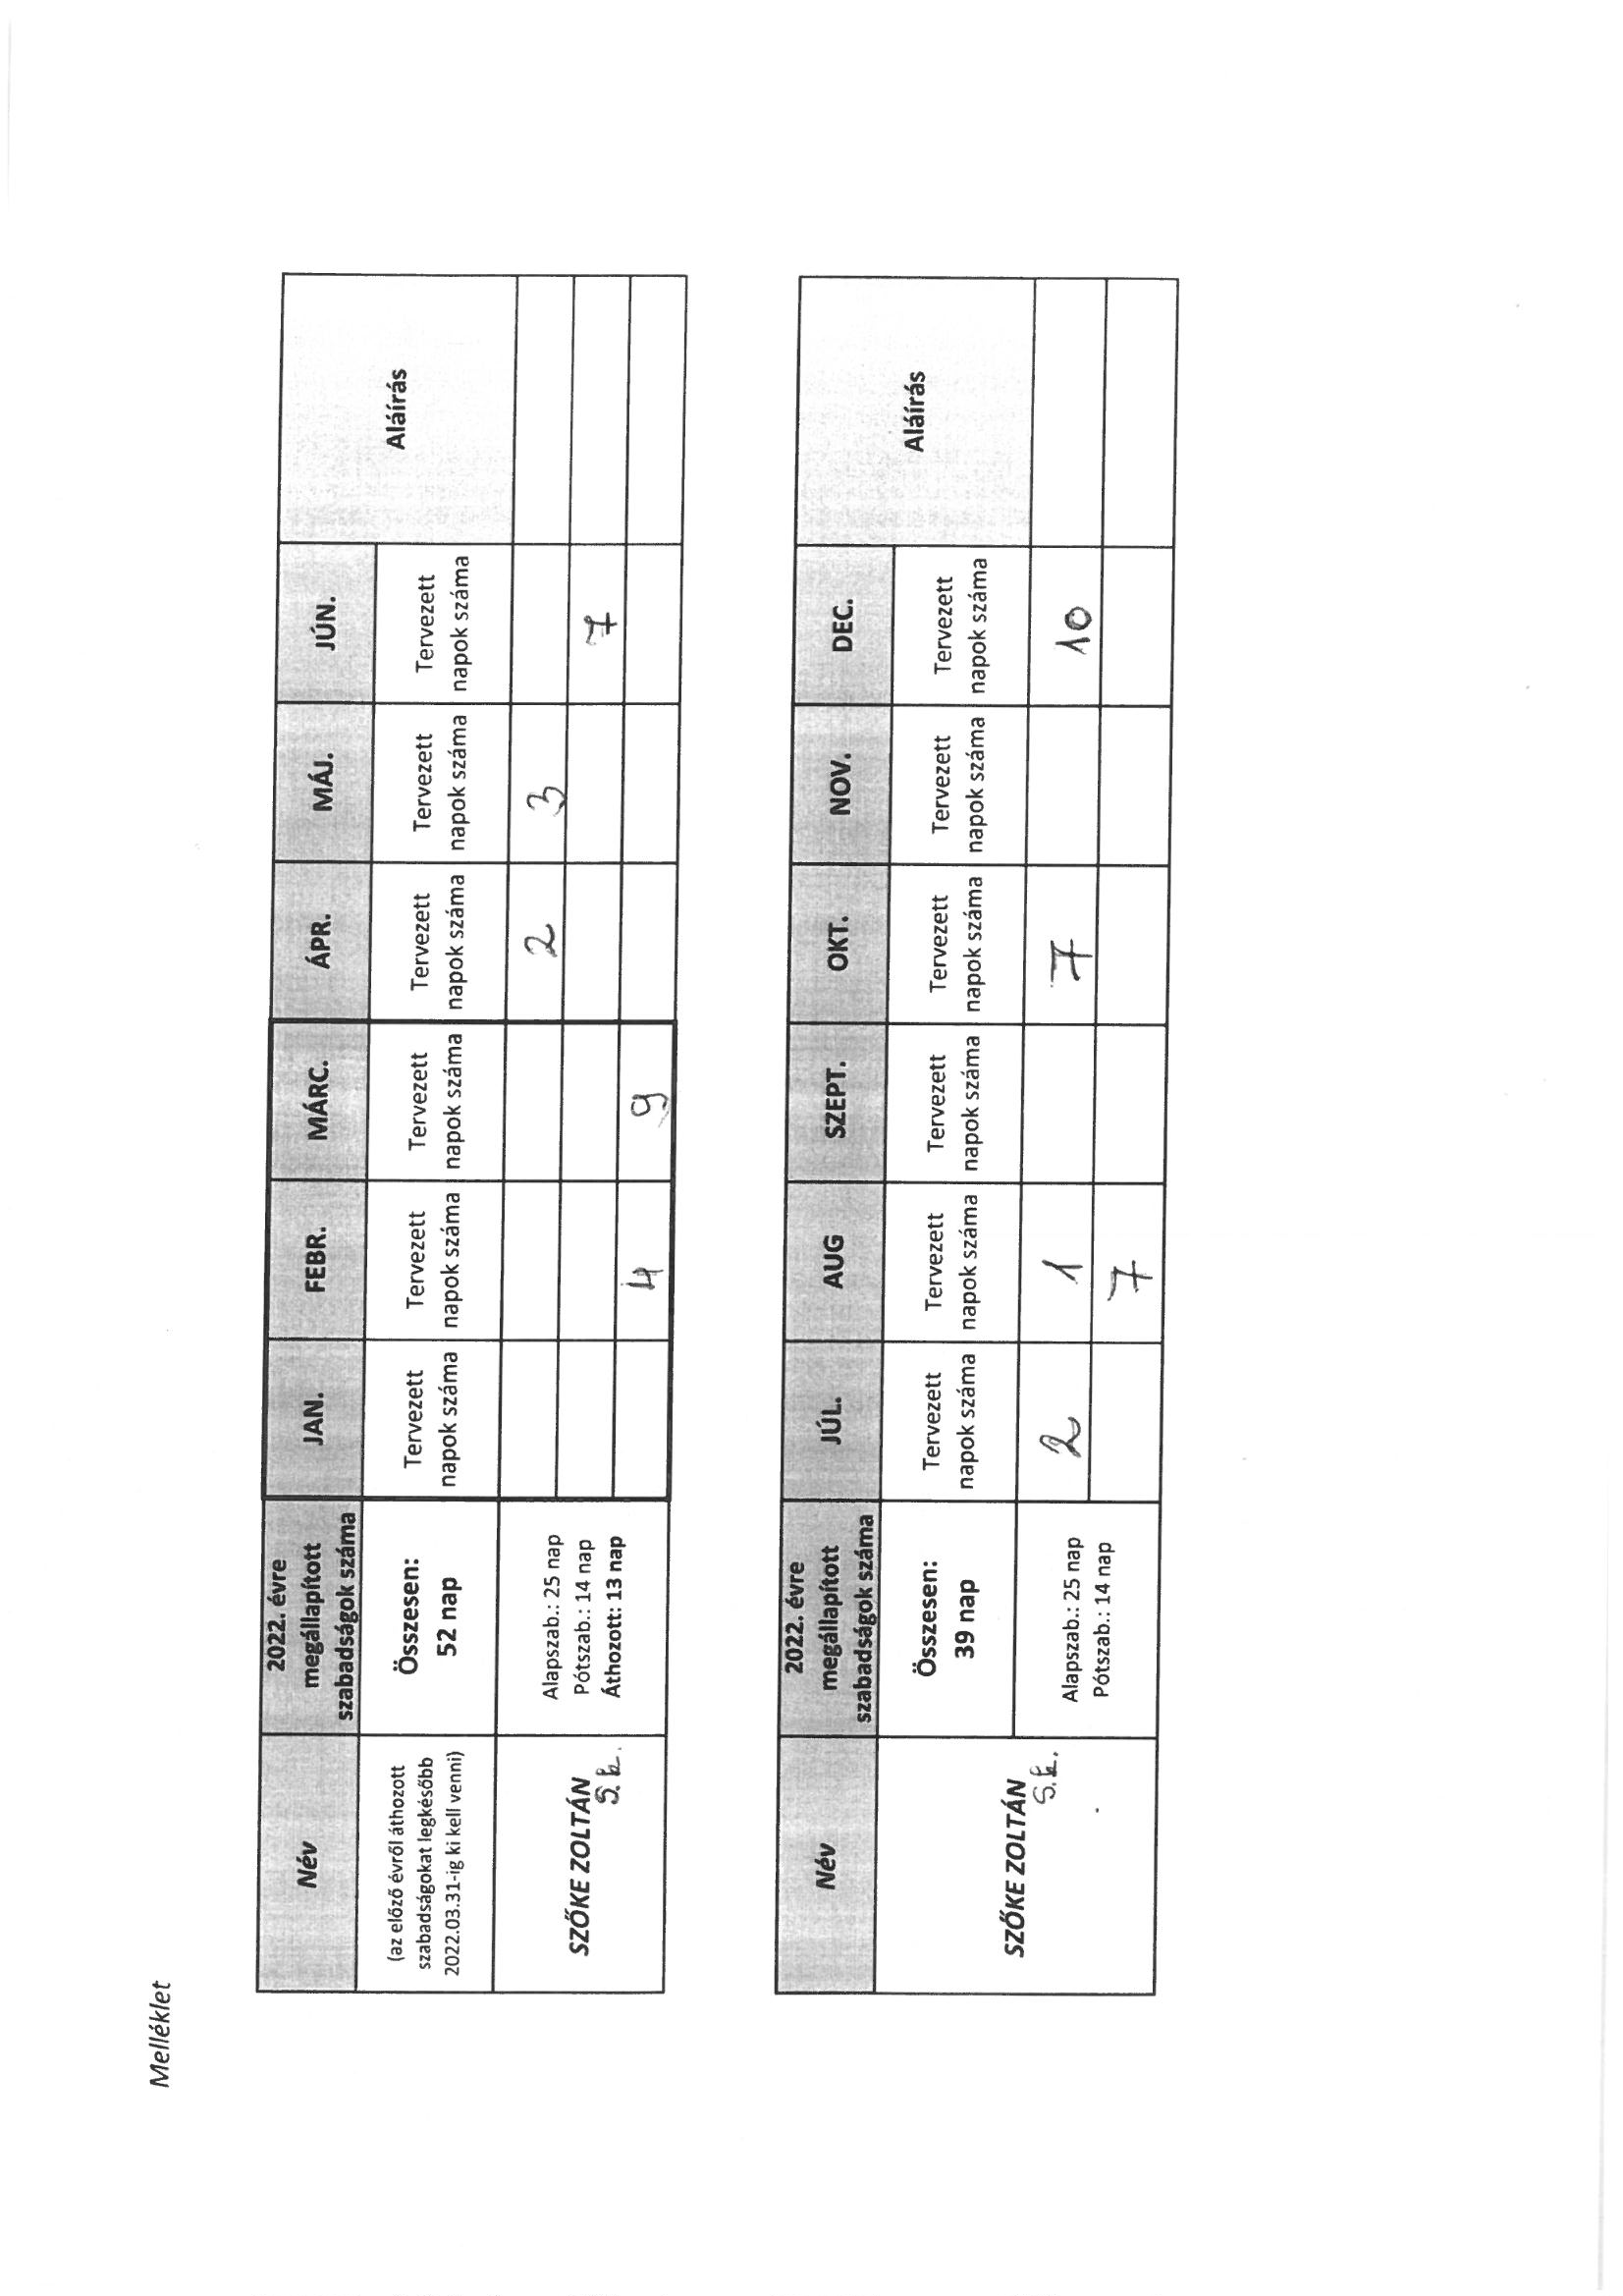 Melléklet
Név
2022. évre
megállapított
szabadságok száma
JAN.
FEBR.
MÁRC.
ÁPR.
MÁJ.
JÚN.
Aláírás
(az előző évről áthozott
szabadságokat legkésőbb
2022.03.31-ig ki kell venni)
Összesen:
52 nap
Tervezett
napok száma
Tervezett
napok száma
Tervezett
napok száma
Tervezett
napok száma
Tervezett
napok száma
Tervezett
napok száma
SZŐKE ZOLTÁN
S.k.
Alapszab.: 25 nap
2
3
Pótszab.: 14 nap
7
Áthozott: 13 nap
4
9
Név
2022. évre
megállapított
szabadságok száma
JÚL.
AUG
SZEPT.
OKT.
NOV.
DEC.
Aláírás
Összesen:
39 nap
Tervezett
napok száma
Tervezett
napok száma
Tervezett
napok száma
Tervezett
napok száma
Tervezett
napok száma
Tervezett
napok száma
SZŐKE ZOLTÁN
S.k.
Alapszab.: 25 nap
2
1
7
10
Pótszab.: 14 nap
7